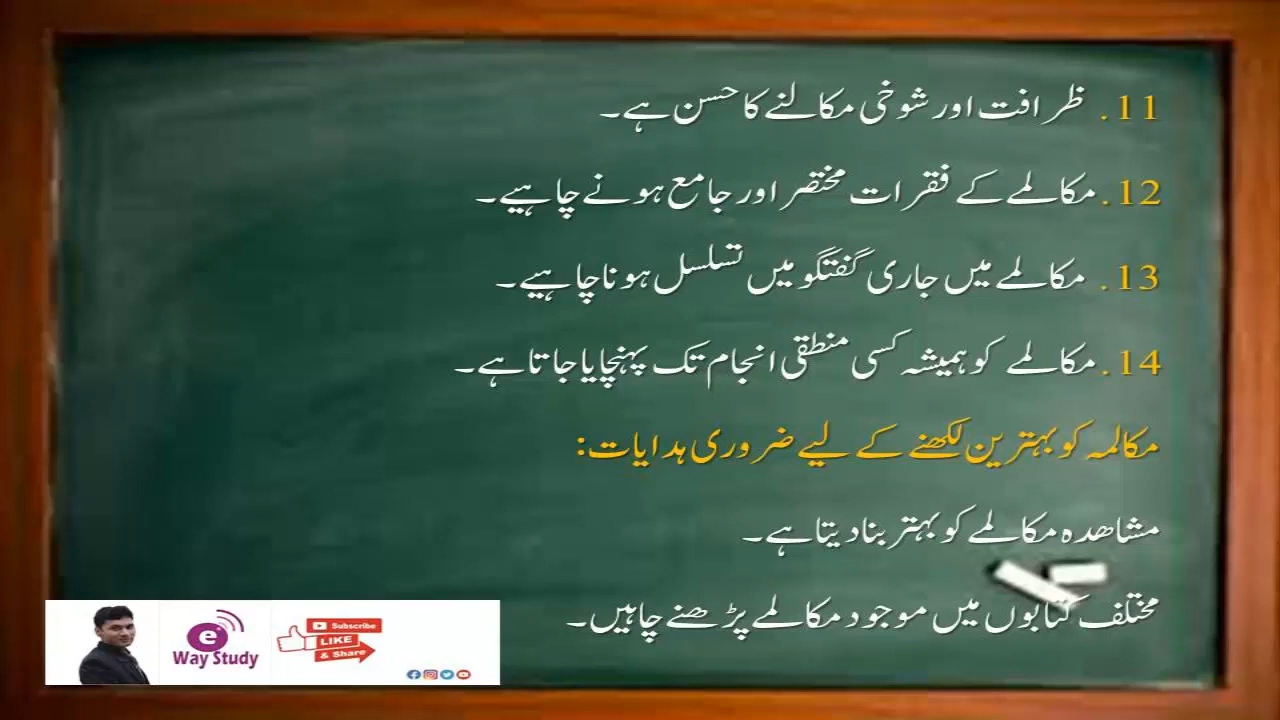 11. ظرافت اور شوخی مکالنے کا حسن ہے۔
12. مکالمے کے فقرات مختصر اور جامع ہونے چاہیے۔
13. مکالمے میں جاری گفتگو میں تسلسل ہونا چاہیے۔
14. مکالمے کو ہمیشہ کسی منطقی انجام تک پہنچایا جاتا ہے۔
مکالمہ کو بہترین لکھنے کے لیے ضروری ہدایات:
مشاھدہ مکالمے کو بہتر بنا دیتا ہے۔
مختلف کتابوں میں موجود مکالمے پڑھنے چاہیں۔
e
Way Study
Subscribe
LIKE
& Share